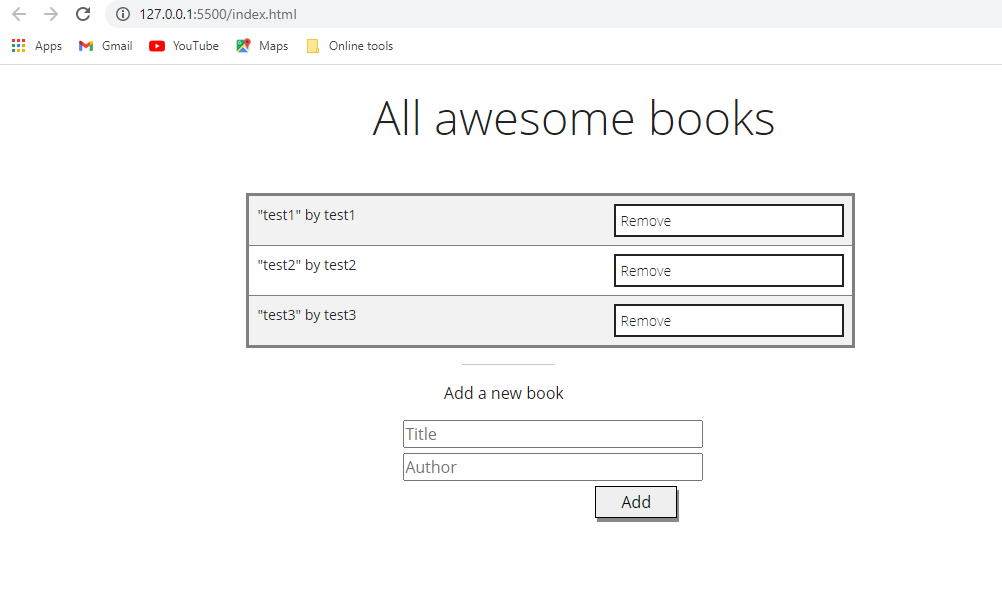 127.0.0.1:5500/index.html
Apps Gmail YouTube Maps Online tools
All awesome books
"test1" by test1 Remove
"test2" by test2 Remove
"test3" by test3 Remove
Add a new book
Title
Author
Add